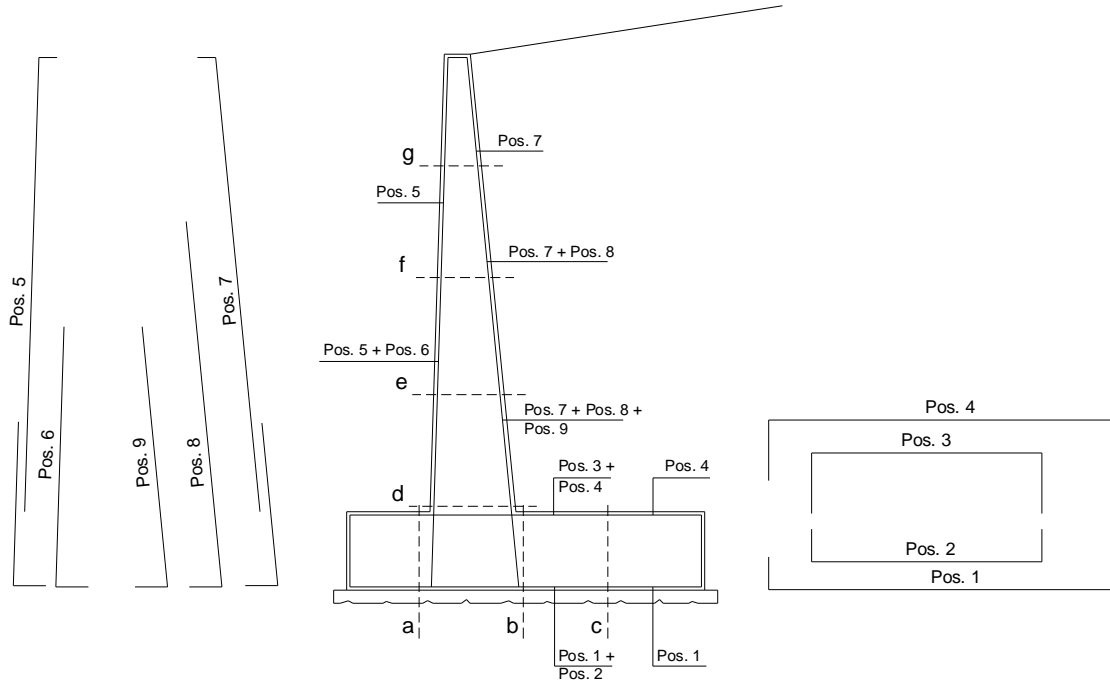 Pos. 5
Pos. 6
Pos. 9
Pos. 8
Pos. 7
g
Pos. 7
Pos. 5
f
Pos. 7 + Pos. 8
Pos. 5 + Pos. 6
e
Pos. 7 + Pos. 8 +
Pos. 9
d
Pos. 3 +
Pos. 4
Pos. 4
a
b
c
Pos. 1 +
Pos. 2
Pos. 1
Pos. 4
Pos. 3
Pos. 2
Pos. 1